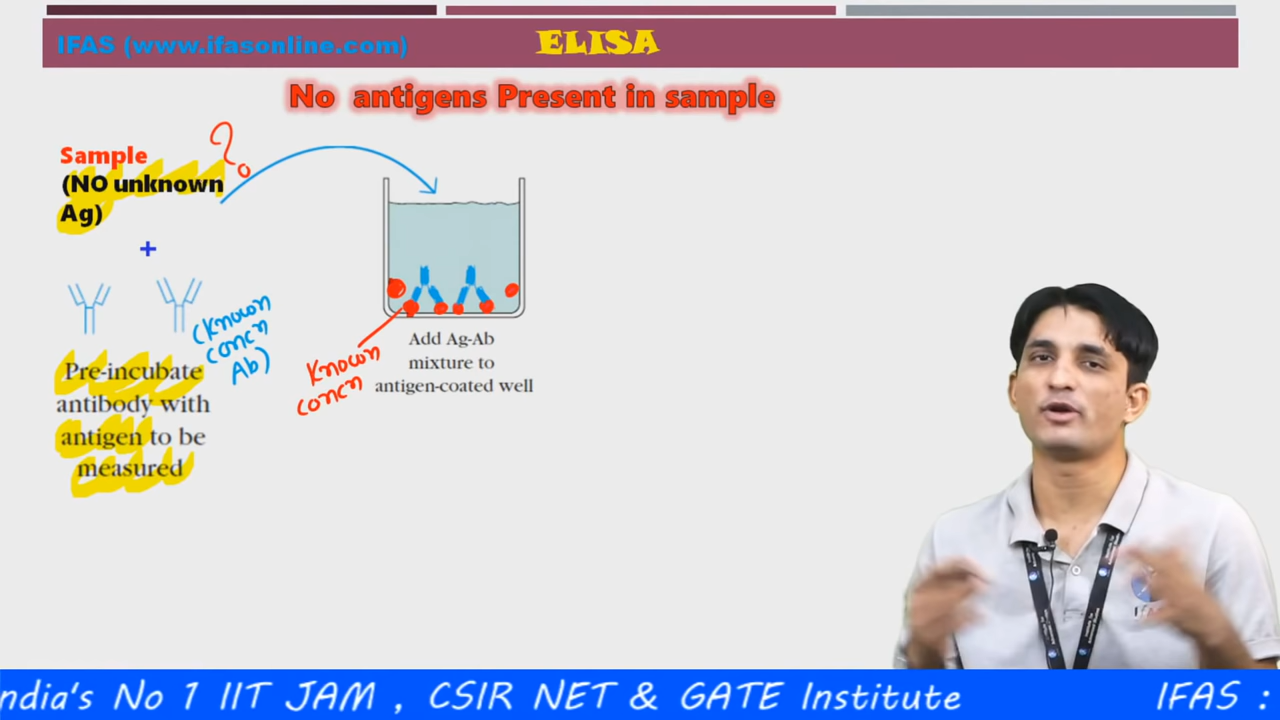 IFAS (www.ifasonline.com)
ELISA
No antigens Present in sample
Sample
(NO unknown
Ag)
?
+
(Known
concn
Ab)
Pre-incubate
antibody with
antigen to be
measured
Known
concn
Add Ag-Ab
mixture to
antigen-coated well
ndia's No 1 IIT JAM , CSIR NET & GATE Institute
IFAS :